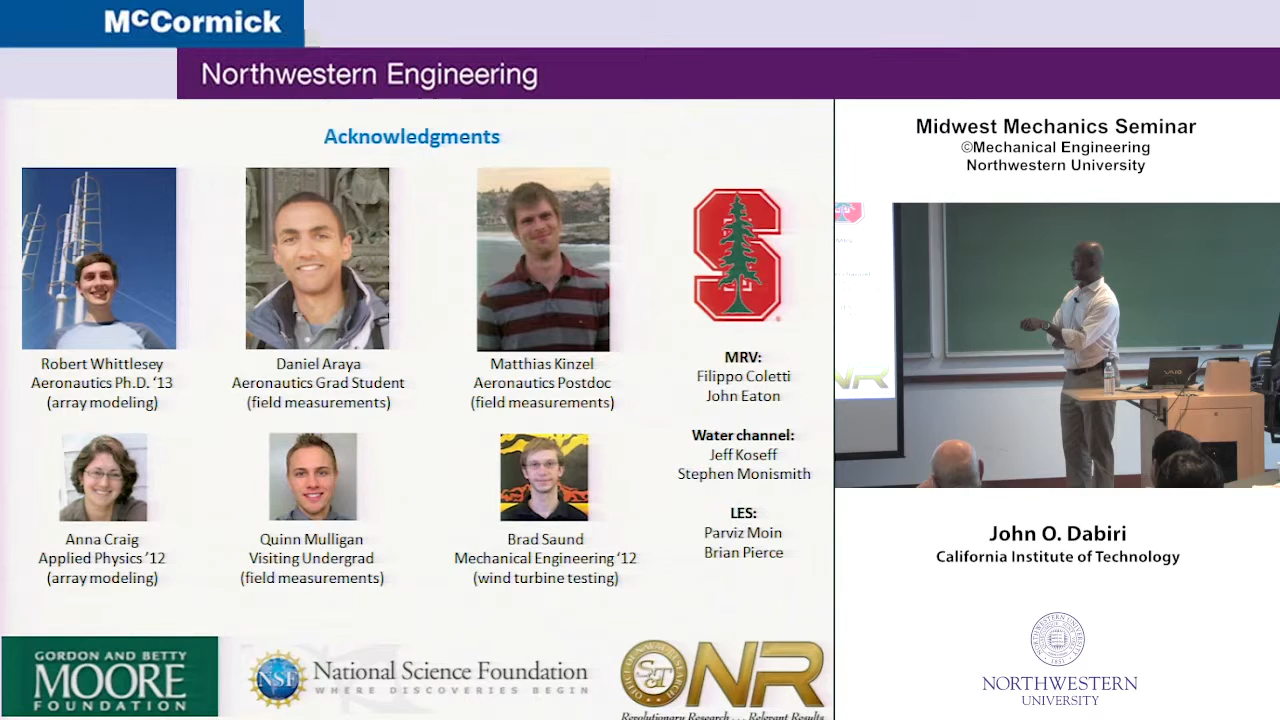 McCormick
Northwestern Engineering
Acknowledgments
Robert Whittlesey
Aeronautics Ph.D. ‘13
(array modeling)
Daniel Araya
Aeronautics Grad Student
(field measurements)
Matthias Kinzel
Aeronautics Postdoc
(field measurements)
Anna Craig
Applied Physics ’12
(array modeling)
Quinn Mulligan
Visiting Undergrad
(field measurements)
Brad Saund
Mechanical Engineering ‘12
(wind turbine testing)
MRV:
Filippo Coletti
John Eaton
Water channel:
Jeff Koseff
Stephen Monismith
LES:
Parviz Moin
Brian Pierce
GORDON AND BETTY
MOORE
FOUNDATION
NSF
National Science Foundation
WHERE DISCOVERIES BEGIN
ONR
Revolutionary Research . . . Relevant Results
Midwest Mechanics Seminar
©Mechanical Engineering
Northwestern University
VAIO
John O. Dabiri
California Institute of Technology
NORTHWESTERN
UNIVERSITY